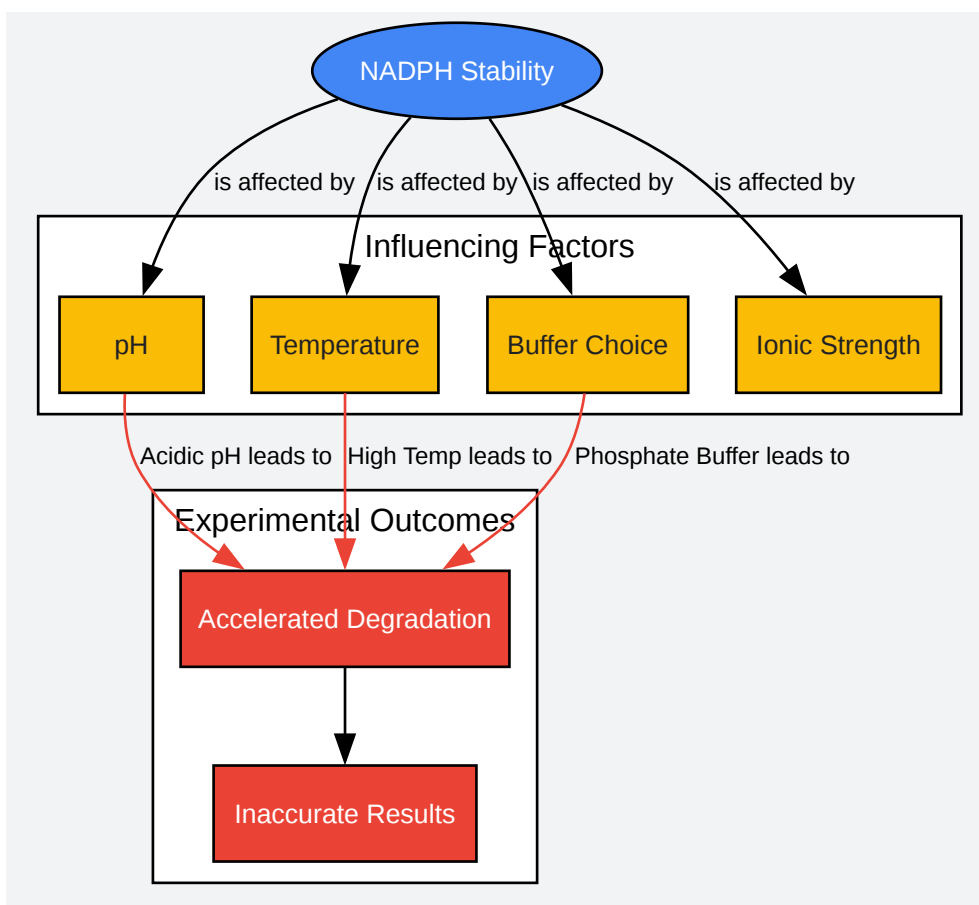 NADPH Stability
is affected by
is affected by
is affected by
is affected by
Influencing Factors
pH
Temperature
Buffer Choice
Ionic Strength
Acidic pH leads to
High Temp leads to
Phosphate Buffer leads to
Experimental Outcomes
Accelerated Degradation
Inaccurate Results